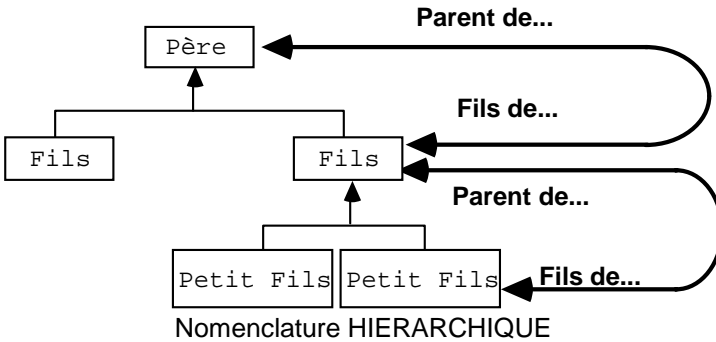 Parent de...
Père
Fils de...
Fils
Fils
Parent de...
Petit Fils
Petit Fils
Fils de...
Nomenclature HIERARCHIQUE